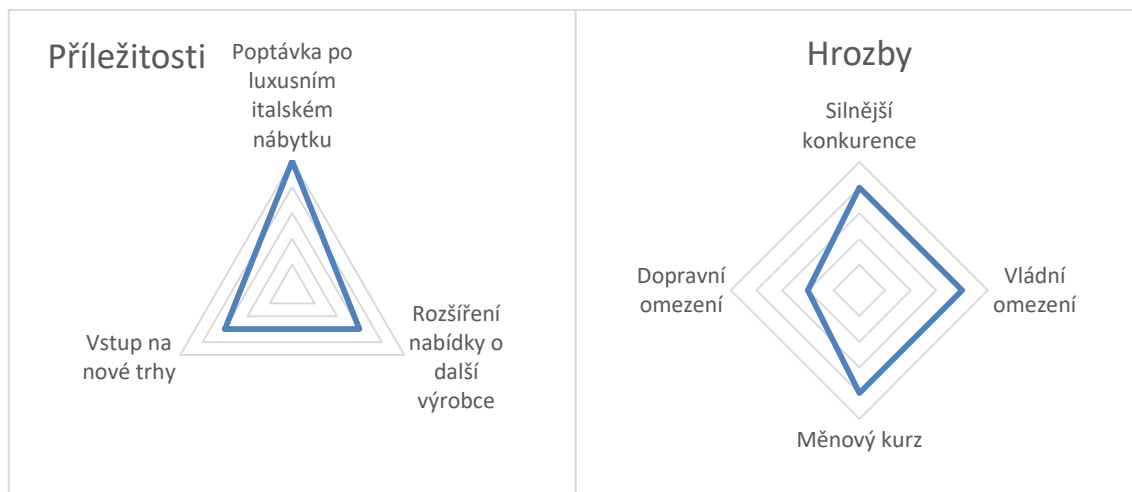 Příležitosti
Poptávka po
luxusním
italském
nábytku
Rozšíření
nabídky o
další
výrobce
Vstup na
nové trhy
Hrozby
Silnější
konkurence
Vládní
omezení
Měnový kurz
Dopravní
omezení